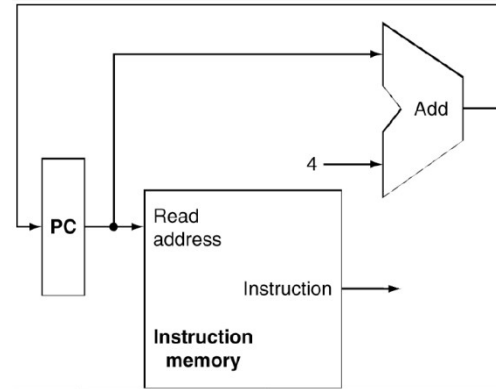 Add
4
PC
Read
address
Instruction
Instruction
memory